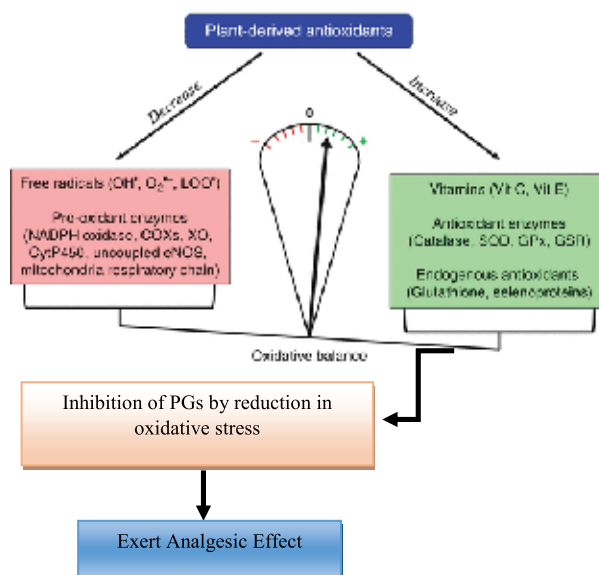 Plant-derived antioxidants
Decrease
Increase
0
−
+
Free radicals (OH•, O₂•−, LOO•)
Pro-oxidant enzymes
(NADPH oxidase, COXs, XO,
CytP450, uncoupled eNOS,
mitochondria respiratory chain)
Vitamins (Vit C, Vit E)
Antioxidant enzymes
(Catalase, SOD, GPx, GSR)
Endogenous antioxidants
(Glutathione, selenoproteins)
Oxidative balance
Inhibition of PGs by reduction in
oxidative stress
Exert Analgesic Effect